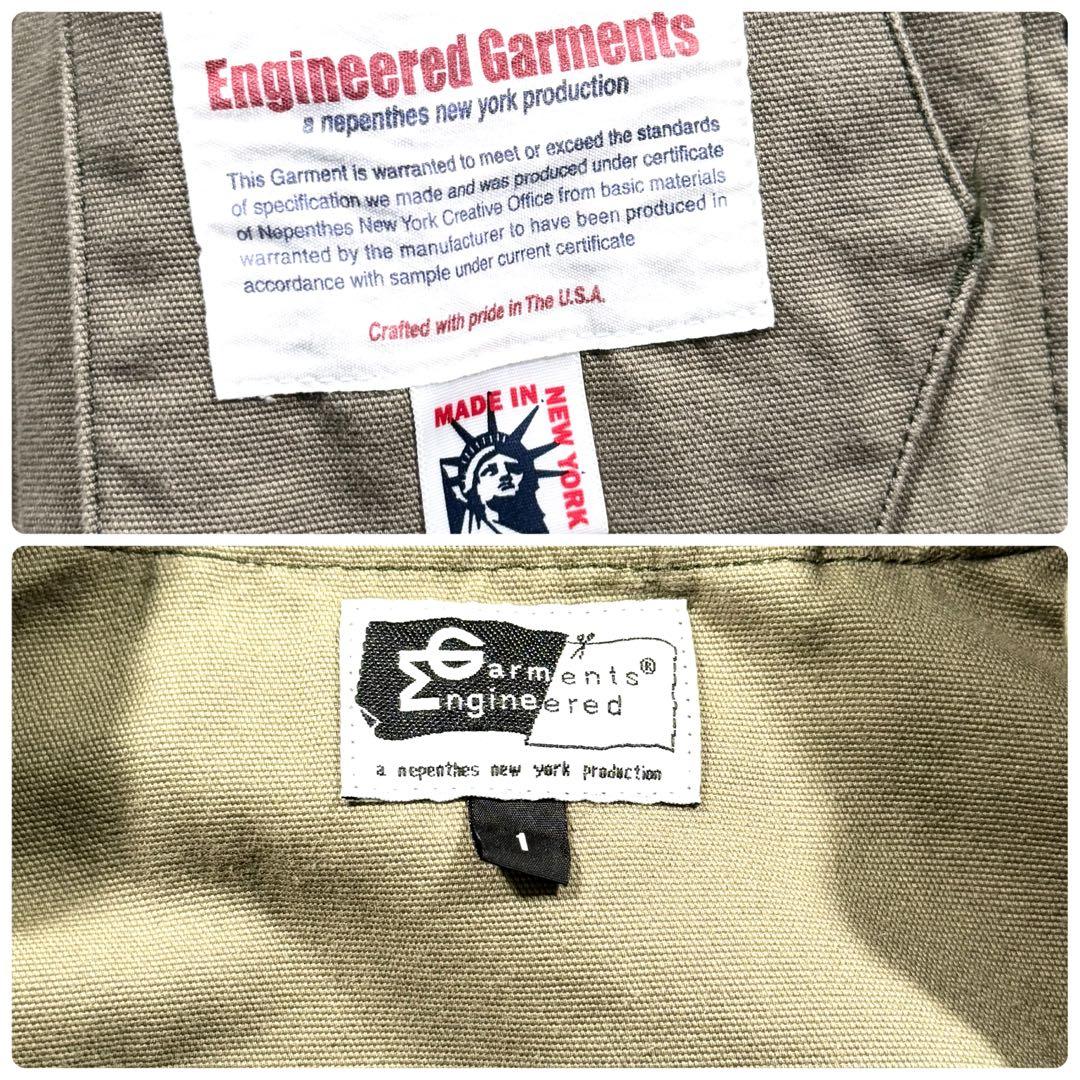 Engineered Garments
a nepenthes new york production
This Garment is warranted to meet or exceed the standards
of specification we made and was produced under certificate
of Nepenthes New York Creative Office from basic materials
warranted by the manufacturer to have been produced in
accordance with sample under current certificate
Crafted with pride in The U.S.A.
MADE IN NEW YORK
Garments®
Engineered
a nepenthes new york production
1